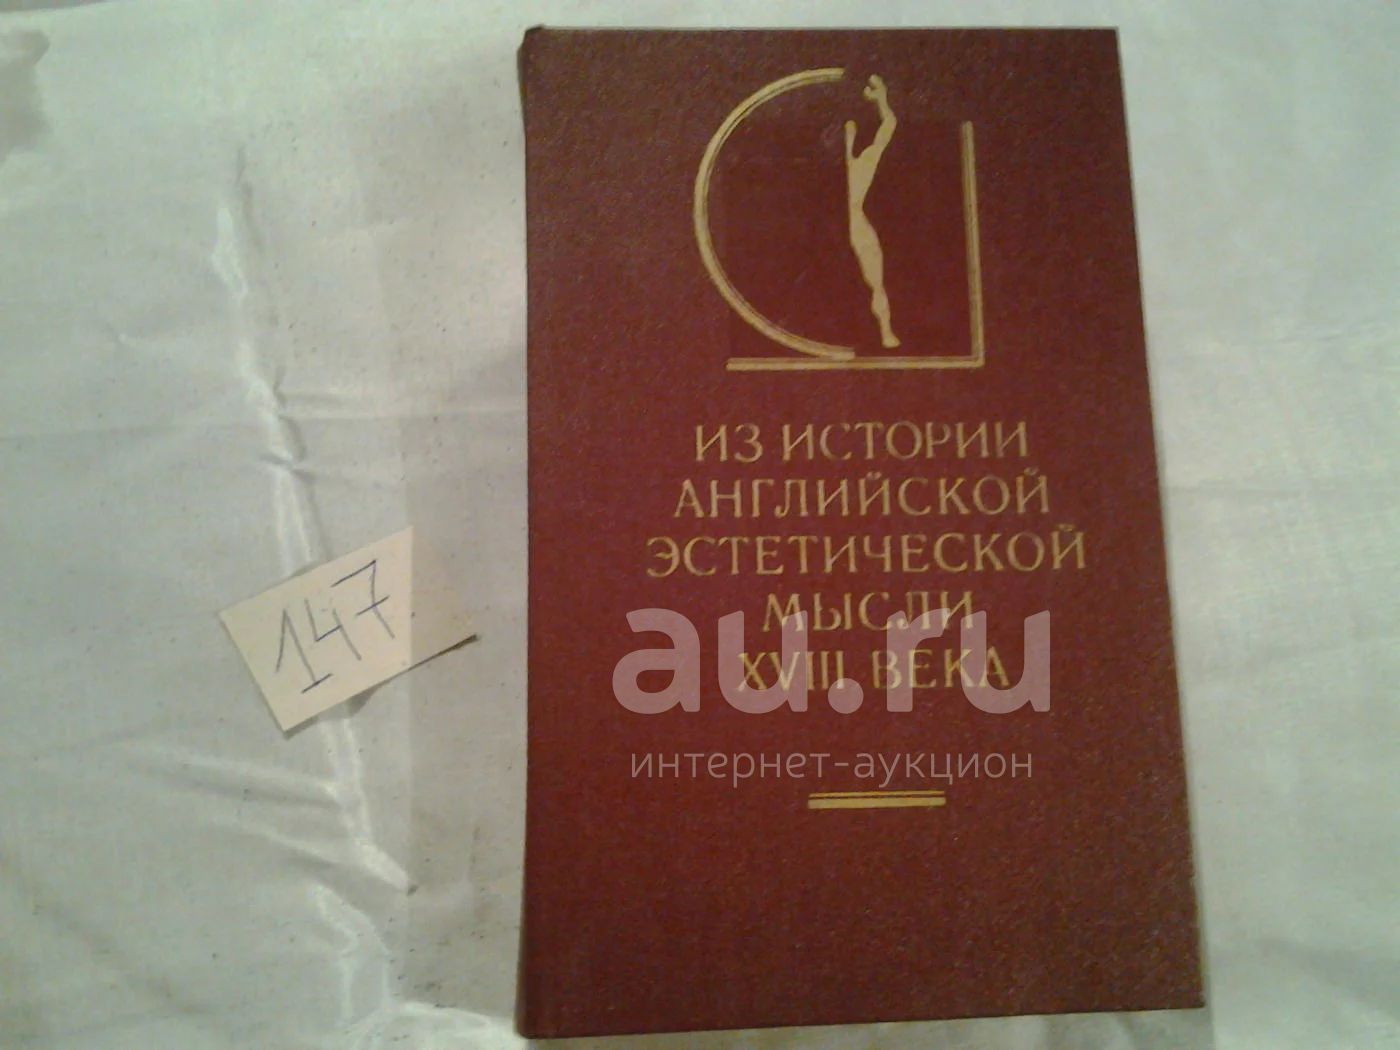 ИЗ ИСТОРИИ
АНГЛИЙСКОЙ
ЭСТЕТИЧЕСКОЙ
МЫСЛИ
XVIII ВЕКА
au.ru
интернет-аукцион
147